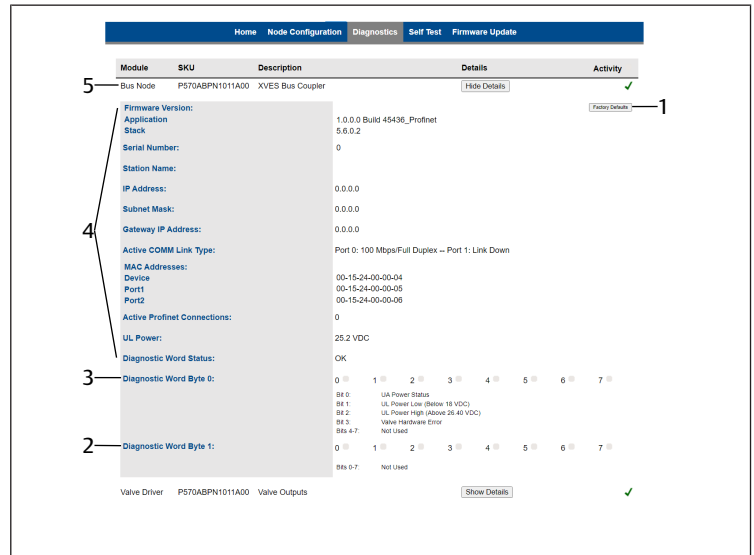 Home Node Configuration Diagnostics Self Test Firmware Update
Module SKU Description Details Activity
5 Bus Node P570ABPN1011A00 XVES Bus Coupler Hide Details
Firmware Version: Factory Defaults 1
Application 1.0.0.0 Build 45436_Profinet
Stack 5.6.0.2
Serial Number: 0
Station Name:
IP Address: 0.0.0.0
Subnet Mask: 0.0.0.0
4 Gateway IP Address: 0.0.0.0
Active COMM Link Type: Port 0: 100 Mbps/Full Duplex -- Port 1: Link Down
MAC Addresses:
Device 00-15-24-00-00-04
Port1 00-15-24-00-00-05
Port2 00-15-24-00-00-06
Active Profinet Connections: 0
UL Power: 25.2 VDC
Diagnostic Word Status: OK
3 Diagnostic Word Byte 0: 0 1 2 3 4 5 6 7
Bit 0: UA Power Status
Bit 1: UL Power Low (Below 18 VDC)
Bit 2: UL Power High (Above 26.40 VDC)
Bit 3: Valve Hardware Error
Bits 4-7: Not Used
2 Diagnostic Word Byte 1: 0 1 2 3 4 5 6 7
Bits 0-7: Not Used
Valve Driver P570ABPN1011A00 Valve Outputs Show Details